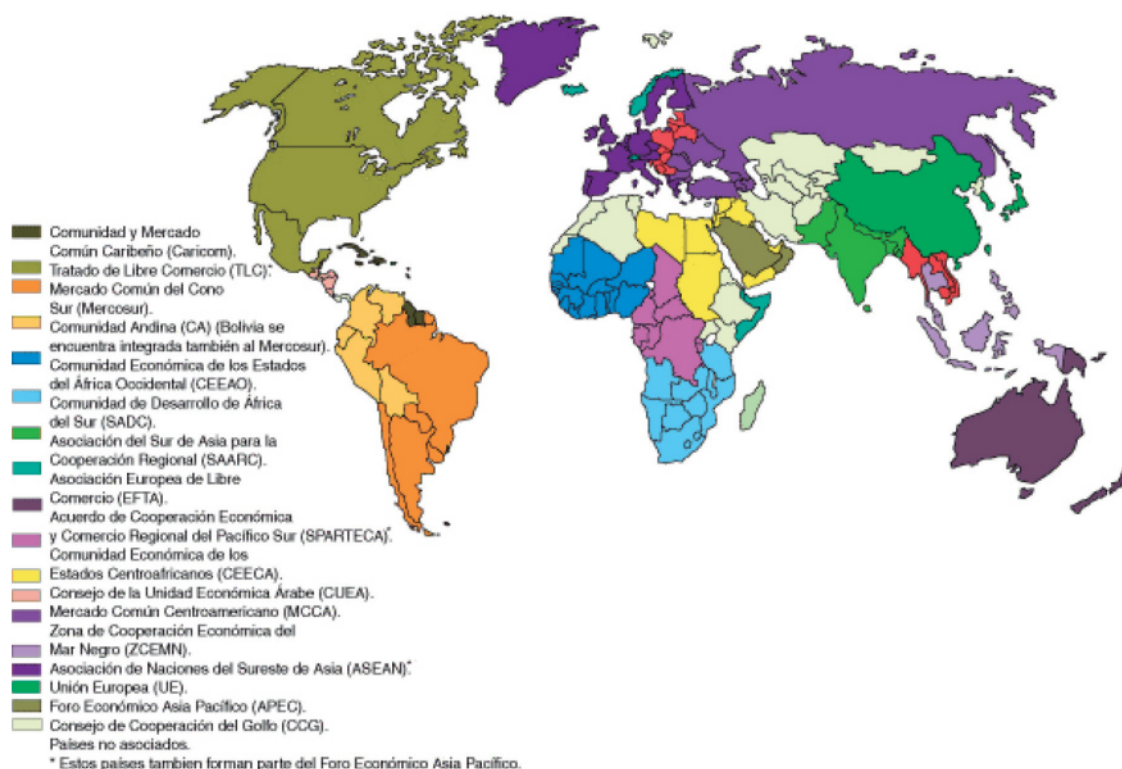 Comunidad y Mercado
Común Caribeño (Caricom).
Tratado de Libre Comercio (TLC)*.
Mercado Común del Cono
Sur (Mercosur).
Comunidad Andina (CA) (Bolivia se
encuentra integrada también al Mercosur).
Comunidad Económica de los Estados
del África Occidental (CEEAO).
Comunidad de Desarrollo de África
del Sur (SADC).
Asociación del Sur de Asia para la
Cooperación Regional (SAARC).
Asociación Europea de Libre
Comercio (EFTA).
Acuerdo de Cooperación Económica
y Comercio Regional del Pacífico Sur (SPARTECA)*.
Comunidad Económica de los
Estados Centroafricanos (CEECA).
Consejo de la Unidad Económica Árabe (CUEA).
Mercado Común Centroamericano (MCCA).
Zona de Cooperación Económica del
Mar Negro (ZCEMN).
Asociación de Naciones del Sureste de Asia (ASEAN)*.
Unión Europea (UE).
Foro Económico Asia Pacífico (APEC).
Consejo de Cooperación del Golfo (CCG).
Países no asociados.
* Estos países tambien forman parte del Foro Económico Asia Pacífico.